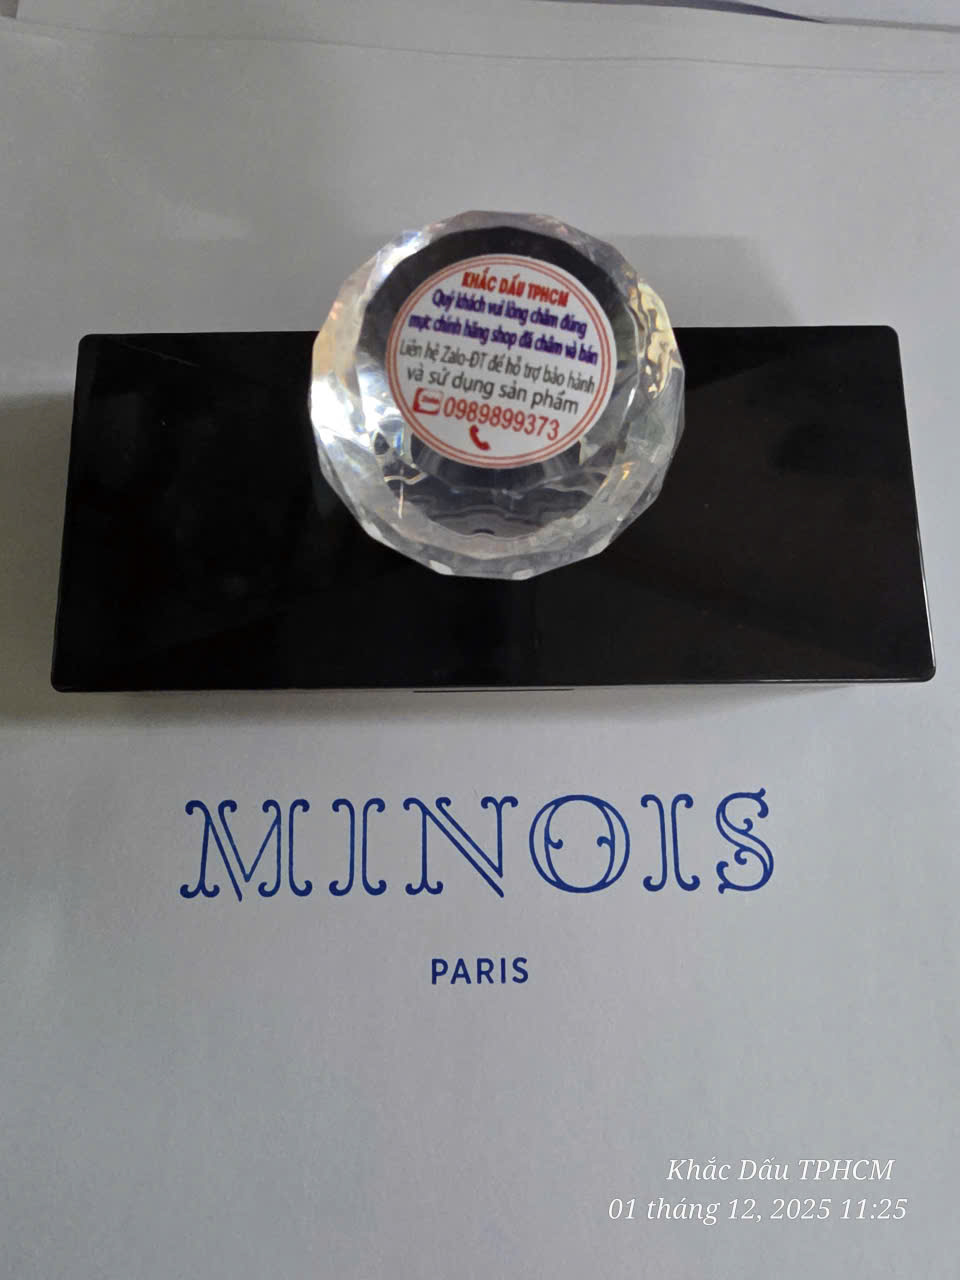 KHẮC DẤU TPHCM
Quý khách vui lòng châm đúng
mực chính hãng shop đã châm và bán
Liên hệ Zalo-ĐT để hỗ trợ bảo hành
và sử dụng sản phẩm
Zalo 0989899373
MINOIS
PARIS
Khắc Dấu TPHCM
01 tháng 12, 2025 11:25